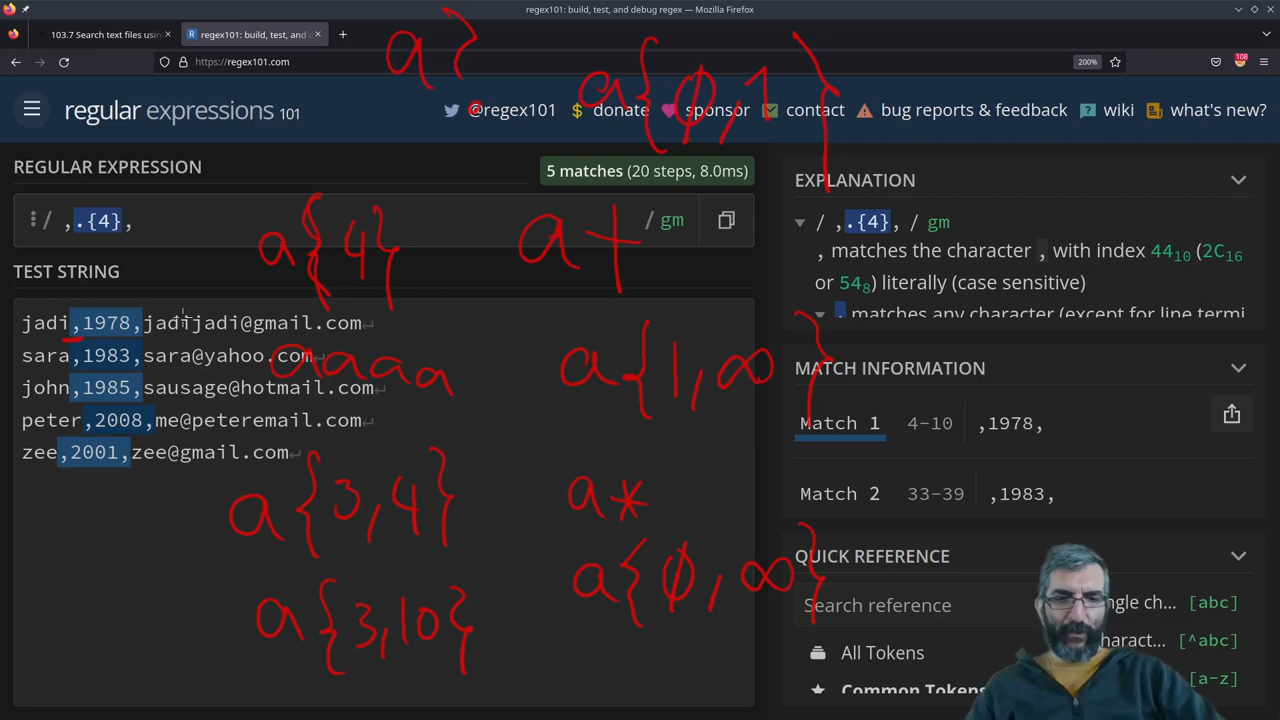 regex101: build, test, and debug regex — Mozilla Firefox
103.7 Search text files using
regex101: build, test, and d
https://regex101.com
200%
108
a?
a{0,1}
regular expressions 101
@regex101
$ donate
sponsor
contact
bug reports & feedback
wiki
what's new?
REGULAR EXPRESSION
5 matches (20 steps, 8.0ms)
/ ,.{4}, / gm
a{4}
a+
TEST STRING
jadi,1978,jadijadi@gmail.com
sara,1983,sara@yahoo.com
john,1985,sausage@hotmail.com
peter,2008,me@peteremail.com
zee,2001,zee@gmail.com
aaaa
a{1,∞}
a{3,4}
a*
a{3,10}
a{0,∞}
EXPLANATION
/ ,.{4}, / gm
, matches the character , with index 44₁₀ (2C₁₆
or 54₈) literally (case sensitive)
. matches any character (except for line termi
MATCH INFORMATION
Match 1 4-10 ,1978,
Match 2 33-39 ,1983,
QUICK REFERENCE
Search reference
All Tokens
Common Tokens
ngle ch... [abc]
haract... [^abc]
[a-z]